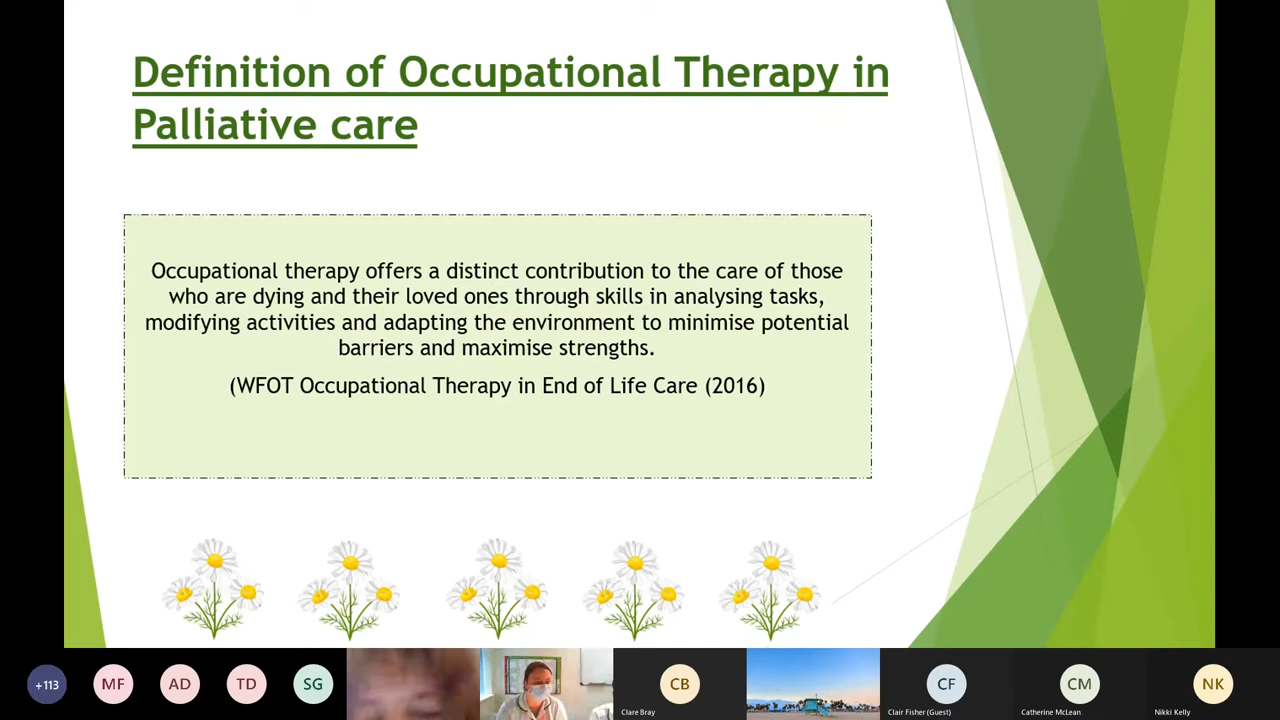 Definition of Occupational Therapy in
Palliative care
Occupational therapy offers a distinct contribution to the care of those
who are dying and their loved ones through skills in analysing tasks,
modifying activities and adapting the environment to minimise potential
barriers and maximise strengths.
(WFOT Occupational Therapy in End of Life Care (2016)
+113
MF
AD
TD
SG
CB
CF
CM
NK
Clare Bray
Clair Fisher (Guest)
Catherine McLean
Nikki Kelly